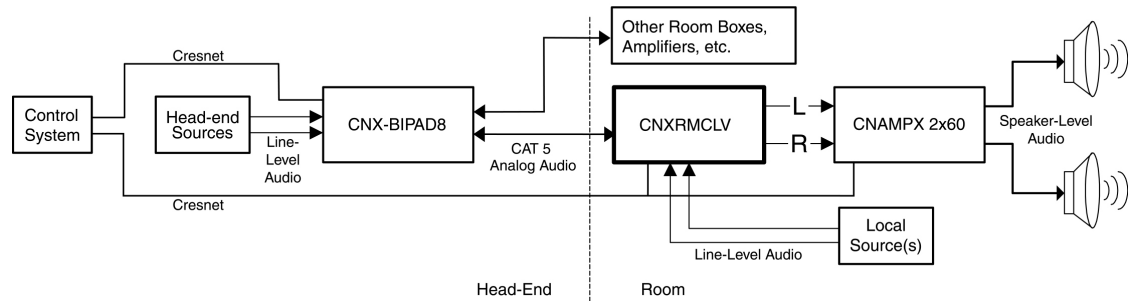 Other Room Boxes,
Amplifiers, etc.
Cresnet
Control
System
Head-end
Sources
CNX-BIPAD8
CNXRMCLV
L
R
CNAMPX 2x60
Speaker-Level
Audio
Line-
Level
Audio
CAT 5
Analog Audio
Cresnet
Local
Source(s)
Line-Level Audio
Head-End
Room